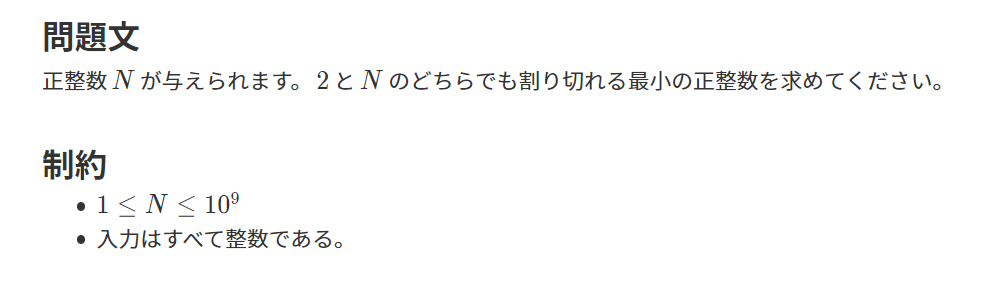 問題文
正整数 N が与えられます。 2 と N のどちらでも割り切れる最小の正整数を求めてください。
制約
• 1 ≤ N ≤ 10⁹
• 入力はすべて整数である。